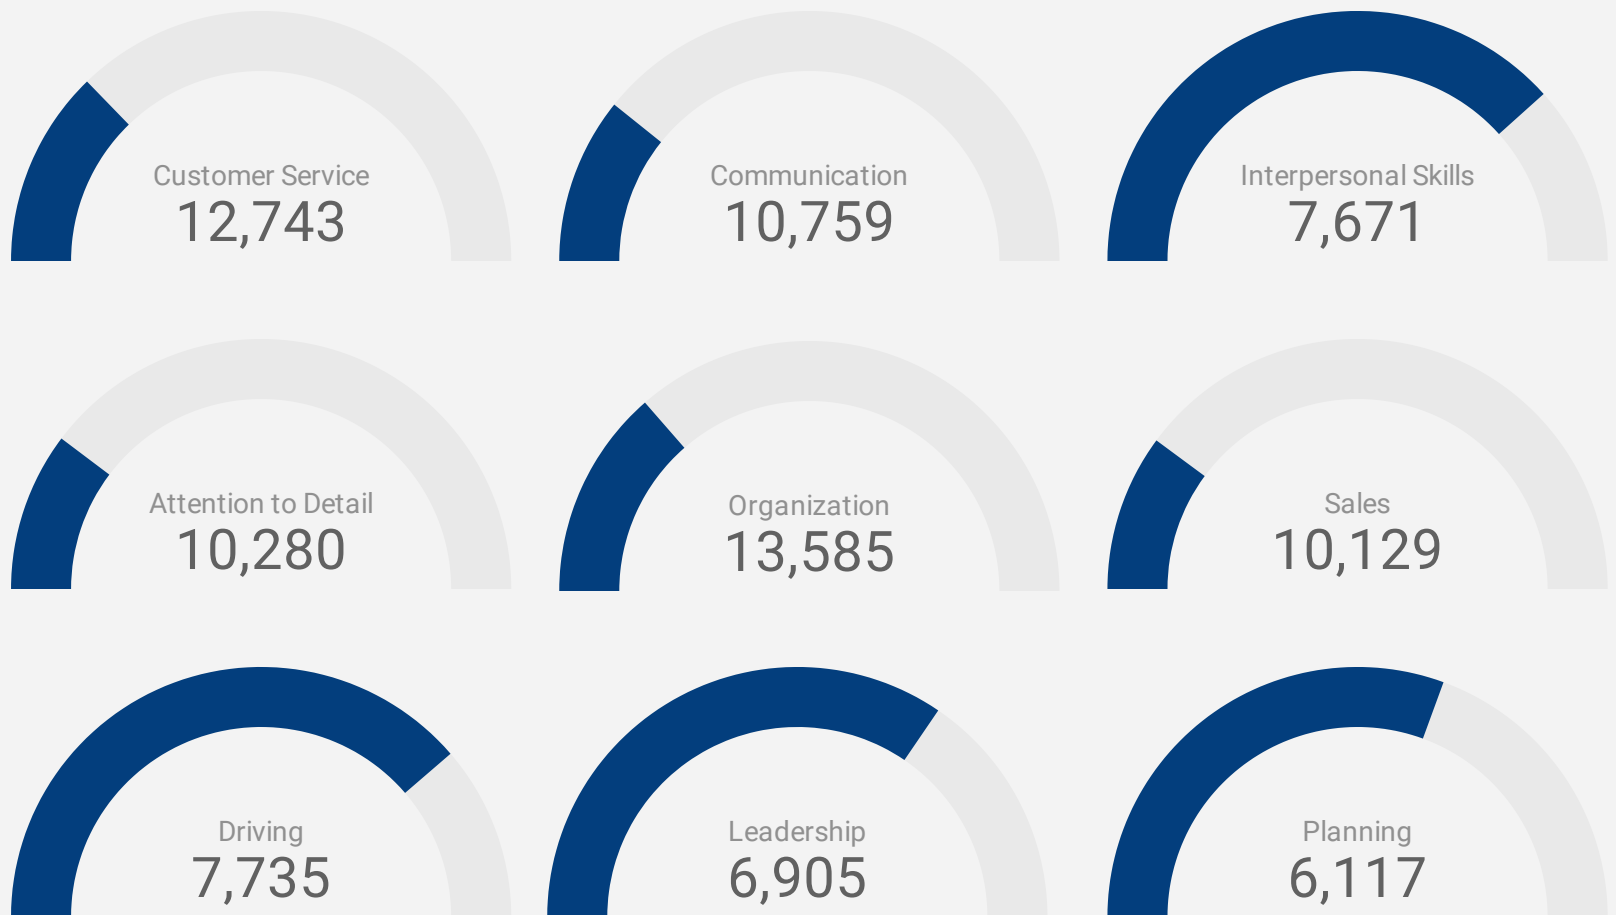 Customer Service
12,743
Communication
10,759
Interpersonal Skills
7,671
Attention to Detail
10,280
Organization
13,585
Sales
10,129
Driving
7,735
Leadership
6,905
Planning
6,117